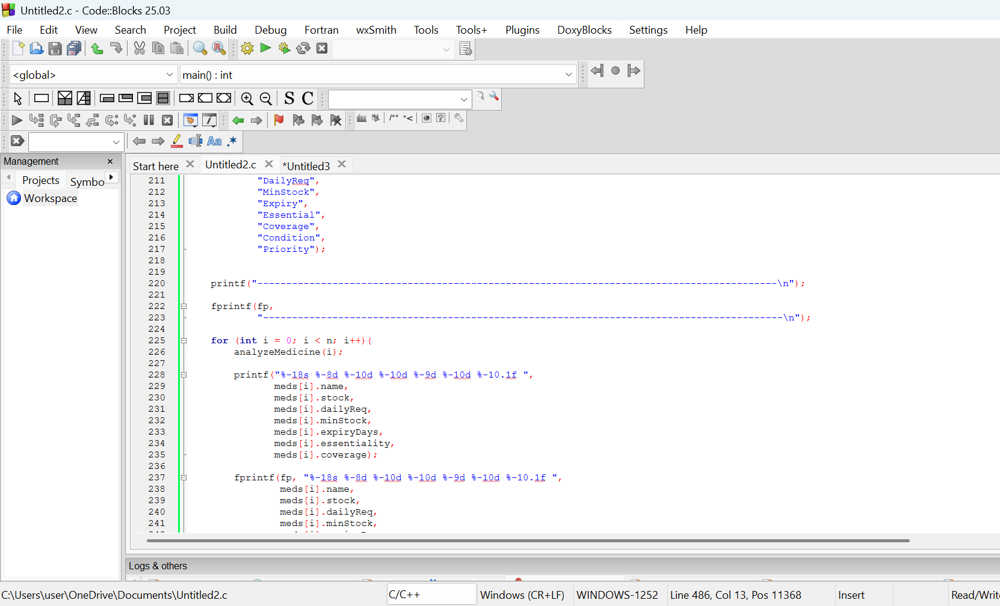 Untitled2.c - Code::Blocks 25.03
File Edit View Search Project Build Debug Fortran wxSmith Tools Tools+ Plugins DoxyBlocks Settings Help
<global> main() : int
S C
/** *<
Aa .*
Management
Start here Untitled2.c *Untitled3
Projects Symbo
Workspace
211 "DailyReq",
212 "MinStock",
213 "Expiry",
214 "Essential",
215 "Coverage",
216 "Condition",
217 "Priority");
218
219
220 printf("------------------------------------------------------------------------------------------\n");
221
222 fprintf(fp,
223 "------------------------------------------------------------------------------------------\n");
224
225 for (int i = 0; i < n; i++){
226 analyzeMedicine(i);
227
228 printf("%-18s %-8d %-10d %-10d %-9d %-10d %-10.1f ",
229 meds[i].name,
230 meds[i].stock,
231 meds[i].dailyReq,
232 meds[i].minStock,
233 meds[i].expiryDays,
234 meds[i].essentiality,
235 meds[i].coverage);
236
237 fprintf(fp, "%-18s %-8d %-10d %-10d %-9d %-10d %-10.1f ",
238 meds[i].name,
239 meds[i].stock,
240 meds[i].dailyReq,
241 meds[i].minStock,
Logs & others
C:\Users\user\OneDrive\Documents\Untitled2.c C/C++ Windows (CR+LF) WINDOWS-1252 Line 486, Col 13, Pos 11368 Insert Read/Writ